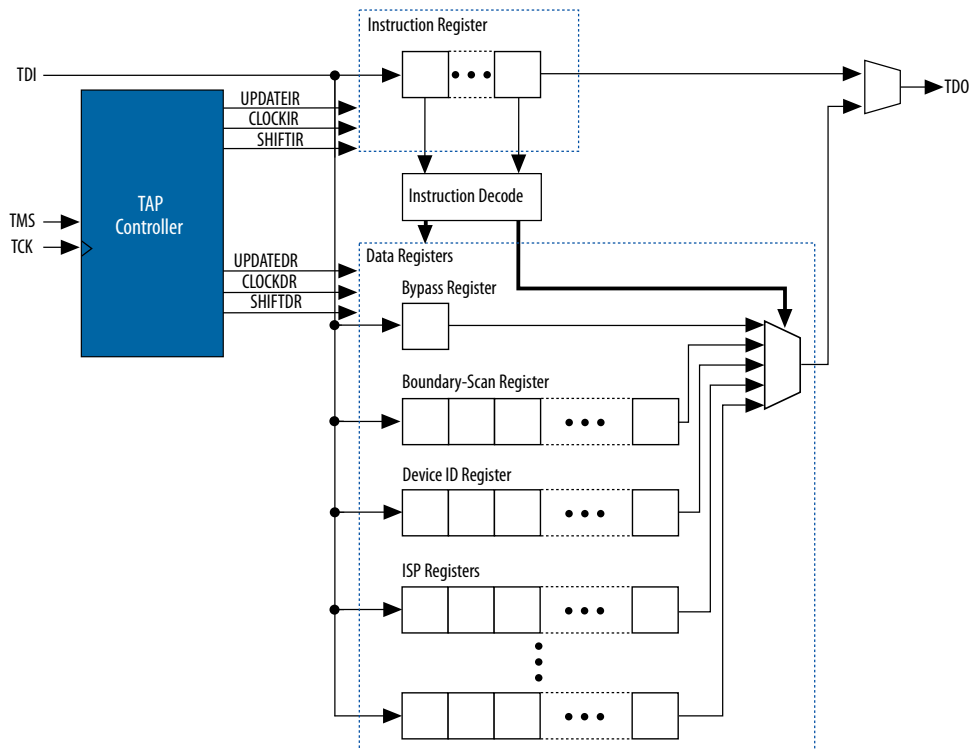 Instruction Register
TDI
TDO
UPDATEIR
CLOCKIR
SHIFTIR
TAP
Controller
Instruction Decode
TMS
TCK
UPDATEDR
CLOCKDR
SHIFTDR
Data Registers
Bypass Register
Boundary-Scan Register
Device ID Register
ISP Registers